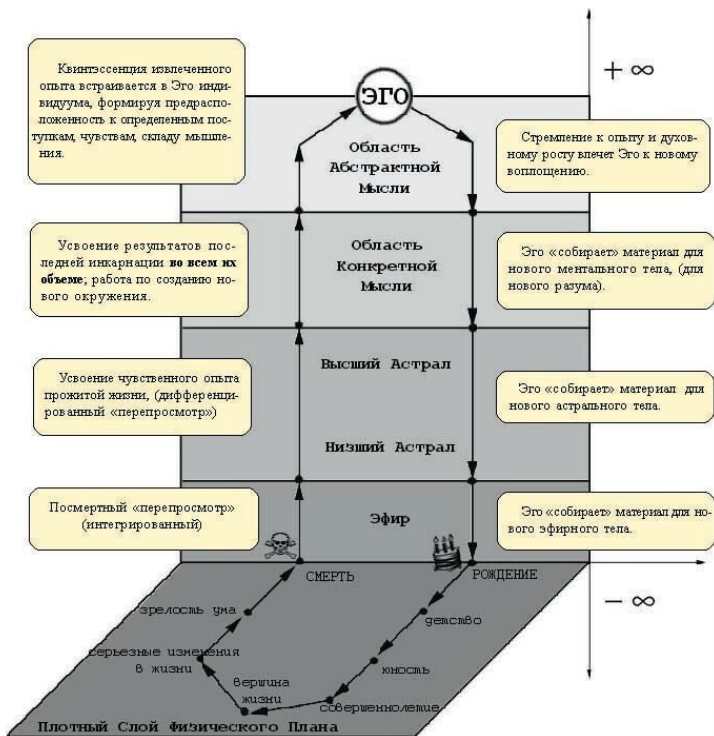 + ∞
Квинтэссенция извлеченного
опыта встраивается в Эго инди-
видуума, формируя предраспо-
ложенность к определенным пос-
тупкам, чувствам, складу мышле-
ния.
ЭГО
Область
Абстрактной
Мысли
Стремление к опыту и духов-
ному росту влечет Эго к новому
воплощению.
Усвоение результатов пос-
ледней инкарнации во всем их
объеме; работа по созданию но-
вого окружения.
Область
Конкретной
Мысли
Эго «собирает» материал для
нового ментального тела, (для
нового разума).
Усвоение чувственного опыта
прожитой жизни, (дифферен-
цированный «перепросмотр»)
Высший Астрал
Низший Астрал
Эго «собирает» материал для
нового астрального тела.
Посмертный «перепросмотр»
(интегрированный)
Эфир
Эго «собирает» материал для но-
вого эфирного тела.
СМЕРТЬ
РОЖДЕНИЕ
− ∞
зрелость ума
детство
серьезные изменения
в жизни
юность
вершина
жизни
совершеннолетие
Плотный Слой Физического Плана